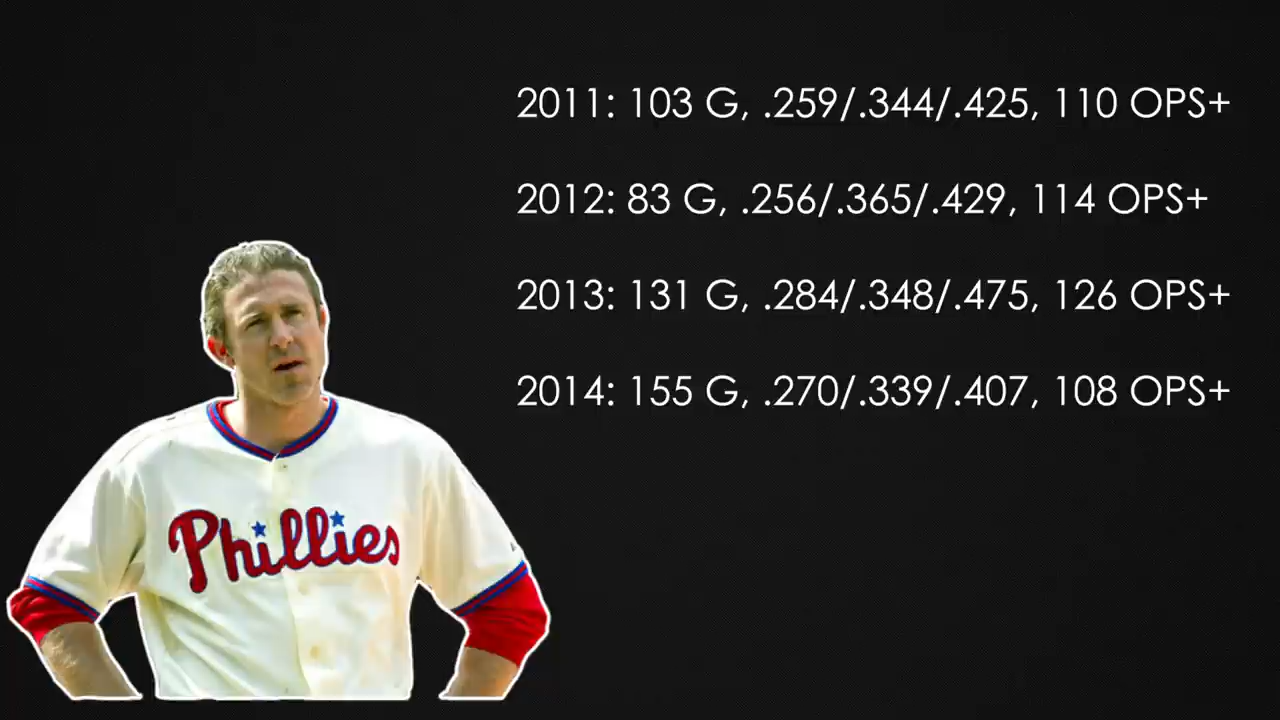 2011: 103 G, .259/.344/.425, 110 OPS+
2012: 83 G, .256/.365/.429, 114 OPS+
2013: 131 G, .284/.348/.475, 126 OPS+
2014: 155 G, .270/.339/.407, 108 OPS+
Phillies